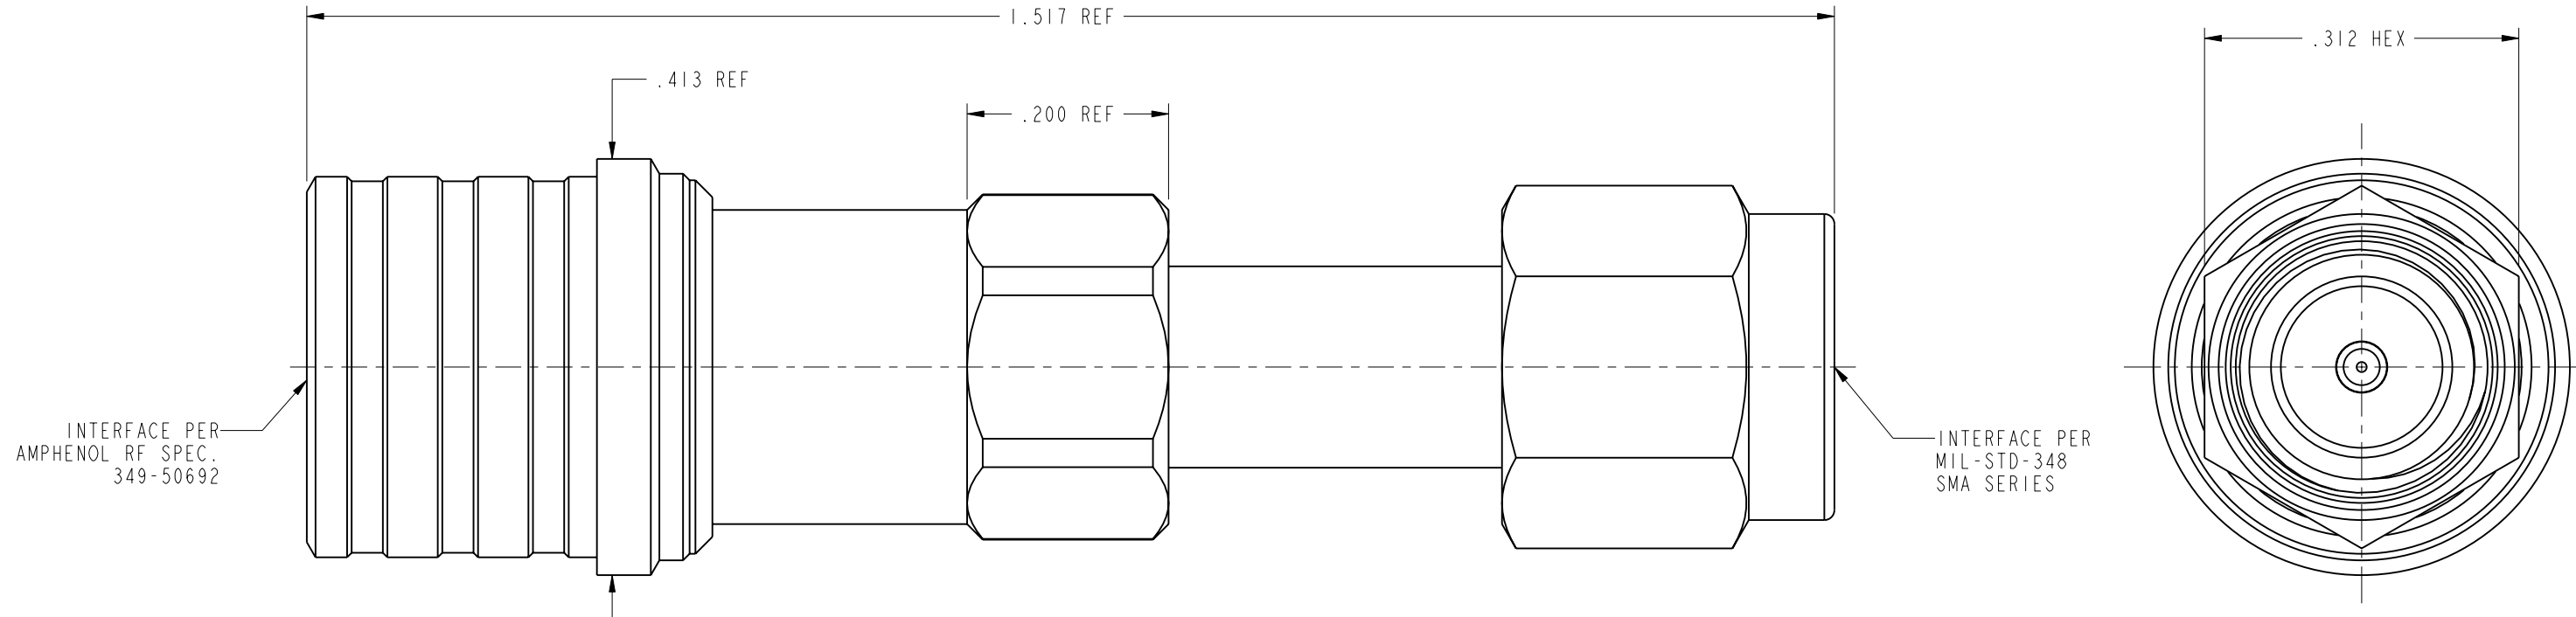 1.517 REF
.312 HEX
.413 REF
.200 REF
INTERFACE PER
AMPHENOL RF SPEC.
349-50692
INTERFACE PER
MIL-STD-348
SMA SERIES